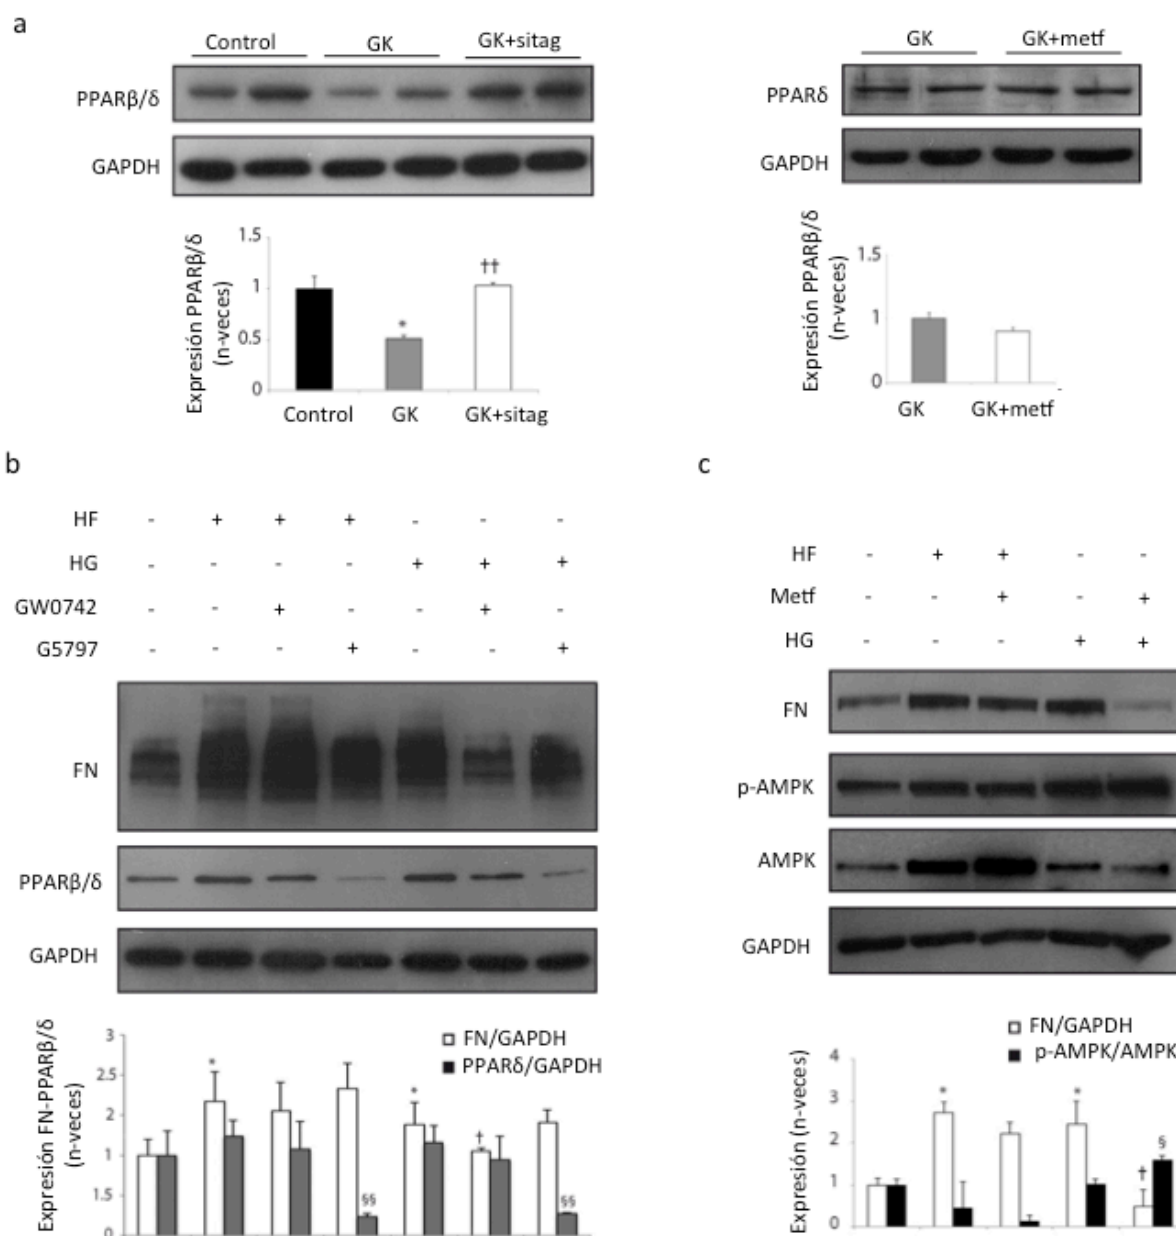 a
Control GK GK+sitag
PPARβ/δ
GAPDH
Expresión PPARβ/δ
(n-veces)
1.5
1
0.5
0
*
††
Control GK GK+sitag
GK GK+metf
PPARδ
GAPDH
Expresión PPARβ/δ
(n-veces)
1.5
1
0
GK GK+metf
b
HF - + + + - - -
HG - - - - + + +
GW0742 - - + - - + -
G5797 - - - + - - +
FN
PPARβ/δ
GAPDH
Expresión FN-PPARβ/δ
(n-veces)
3
2.5
2
1
1.5
0
FN/GAPDH
PPARδ/GAPDH
* §§ * † §§
c
HF - + + - -
Metf - - + - +
HG - - - + +
FN
p-AMPK
AMPK
GAPDH
FN/GAPDH
p-AMPK/AMPK
Expresión (n-veces)
4
3
2
1
0
* * † §